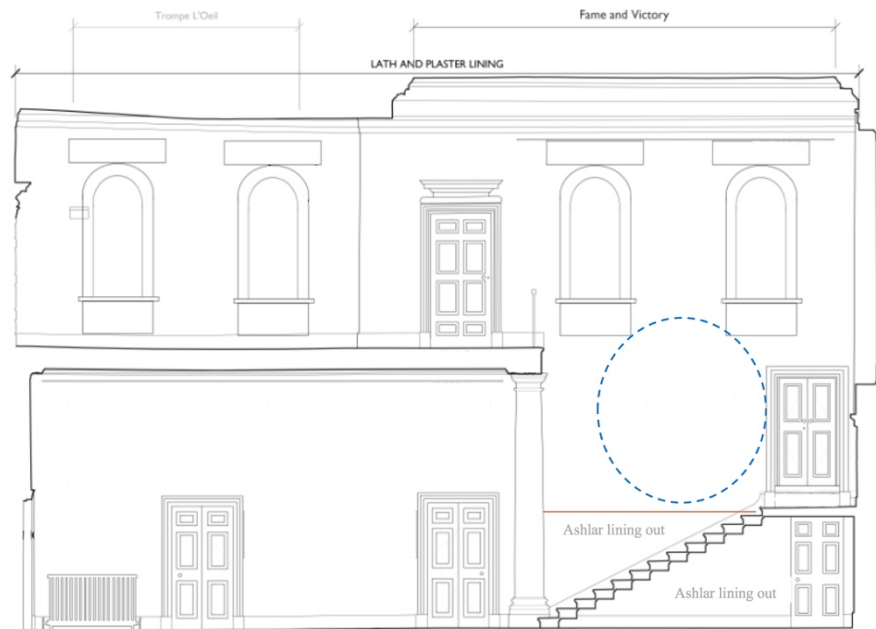 Trompe L'Oeil
Fame and Victory
LATH AND PLASTER LINING
Ashlar lining out
Ashlar lining out